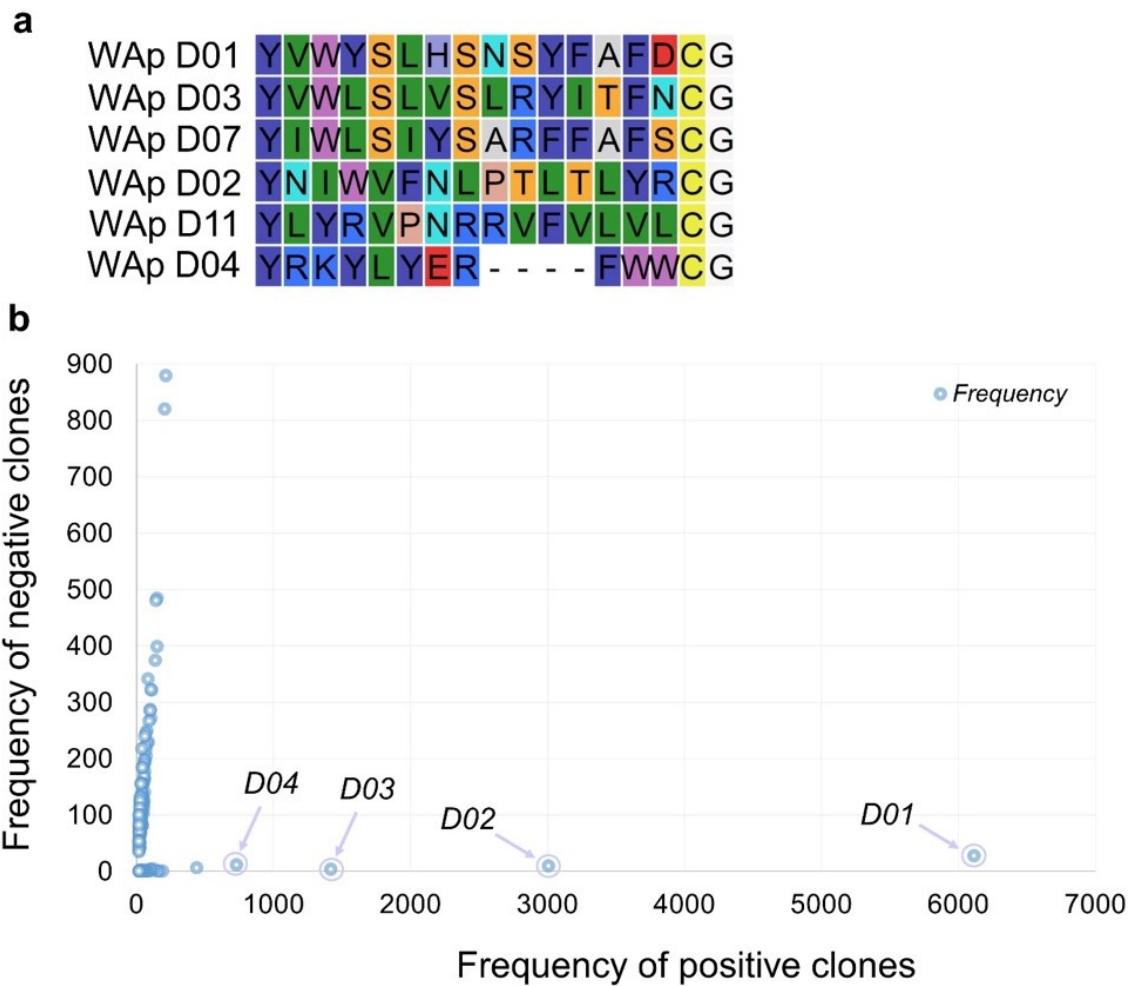 a
WAp D01 YVWYSLHSNSYFAFDCG
WAp D03 YVWLSLVSLRYITFNCG
WAp D07 YIWLSIYSARFFAFSCG
WAp D02 YNIWVFNLPTLTLYRCG
WAp D11 YLYRVPNRRVFVLVLCG
WAp D04 YRKYLYER----FWWCG
b
Frequency of negative clones
900
800
700
600
500
400
300
200
100
0
Frequency
D04
D03
D02
D01
0 1000 2000 3000 4000 5000 6000 7000
Frequency of positive clones